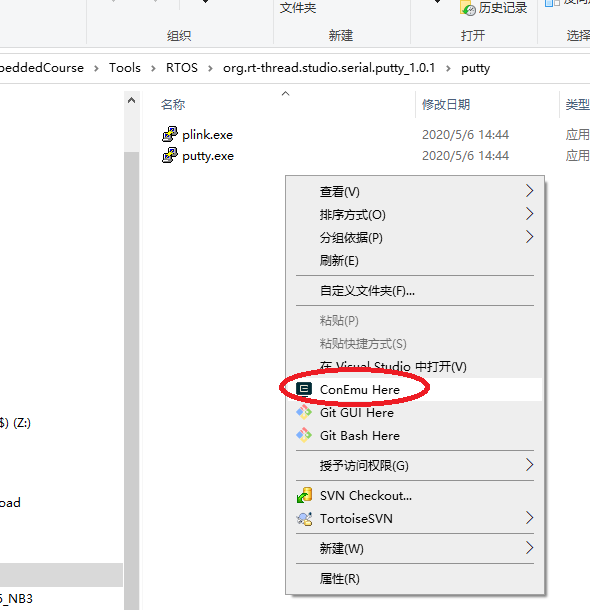 文件夹
历史记录
组织
新建
打开
选择
beddedCourse > Tools > RTOS > org.rt-thread.studio.serial.putty_1.0.1 > putty
名称
修改日期
类型
plink.exe
2020/5/6 14:44
应用
putty.exe
2020/5/6 14:44
应用
查看(V)
排序方式(O)
分组依据(P)
刷新(E)
自定义文件夹(F)...
粘贴(P)
粘贴快捷方式(S)
在 Visual Studio 中打开(V)
ConEmu Here
Git GUI Here
Git Bash Here
授予访问权限(G)
SVN Checkout...
TortoiseSVN
新建(W)
属性(R)
$) (Z:)
oad
_NB3